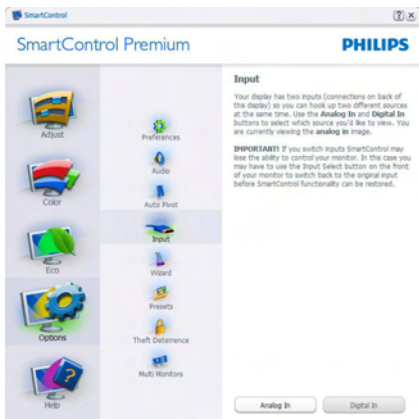 SmartControl
SmartControl Premium
PHILIPS
Adjust
Color
Eco
Options
Help
Preferences
Audio
Auto Pivot
Input
Wizard
Presets
Theft Deterrence
Multi Monitors
Input
Your display has two inputs (connections on back of
this display) so you can hook up two different sources
at the same time. Use the Analog In and Digital In
buttons to select which source you'd like to view. You
are currently viewing the analog in image.
IMPORTANT! If you switch inputs SmartControl may
lose the ability to control your monitor. In this case you
may have to use the Input Select button on the front
of your monitor to switch back to the original input
before SmartControl functionality can be restored.
Analog In
Digital In